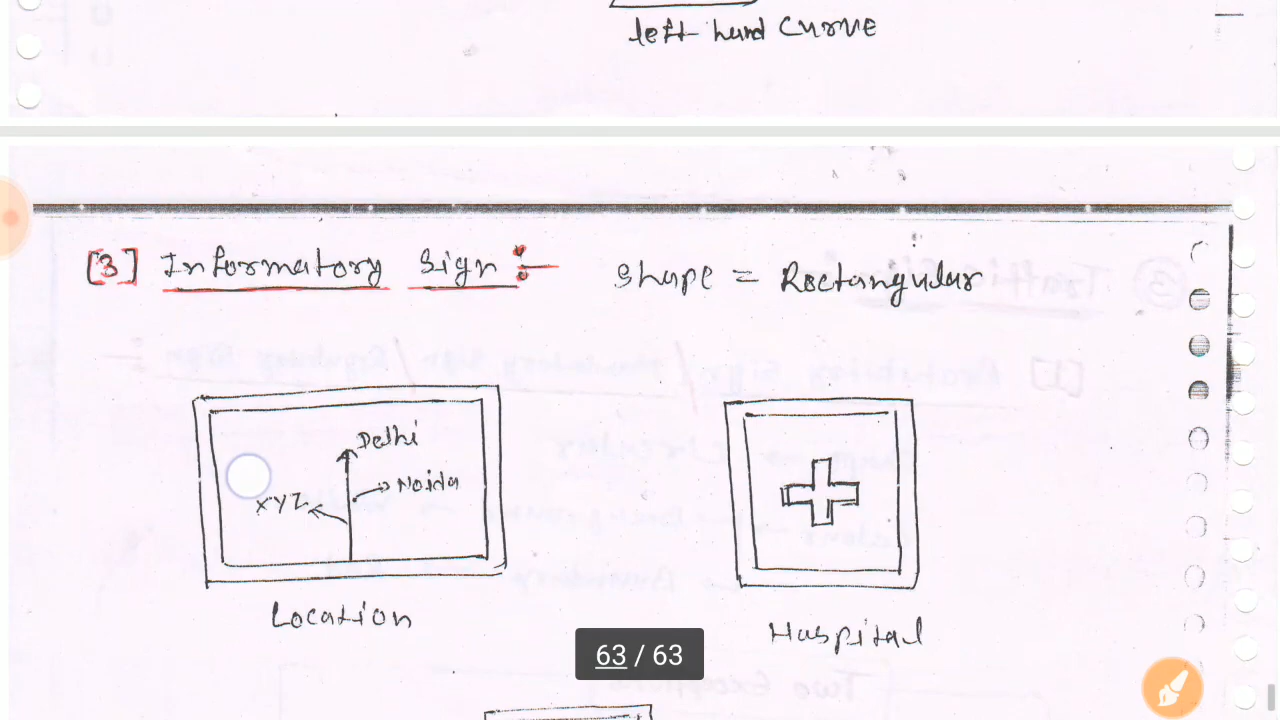 left hand curve
[3] Informatory Sign :- Shape = Rectangular
Delhi
Noida
XYZ
Location
Hospital
63 / 63